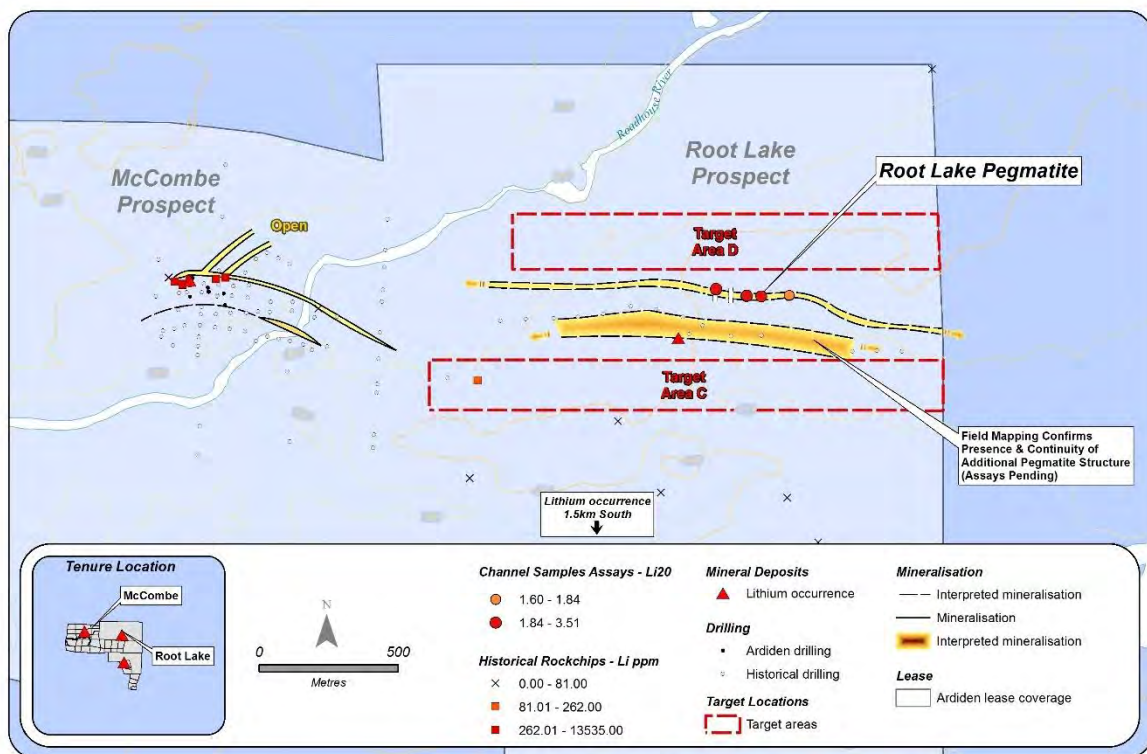 Roadhouse River
McCombe
Prospect
Root Lake
Prospect
Root Lake Pegmatite
Open
Target
Area D
Target
Area C
Field Mapping Confirms
Presence & Continuity of
Additional Pegmatite Structure
(Assays Pending)
Lithium occurrence
1.5km South
Tenure Location
McCombe
Root Lake
N
0
500
Metres
Channel Samples Assays - Li20
1.60 - 1.84
1.84 - 3.51
Historical Rockchips - Li ppm
0.00 - 81.00
81.01 - 262.00
262.01 - 13535.00
Mineral Deposits
Lithium occurrence
Drilling
Ardiden drilling
Historical drilling
Target Locations
Target areas
Mineralisation
Interpreted mineralisation
Mineralisation
Interpreted mineralisation
Lease
Ardiden lease coverage